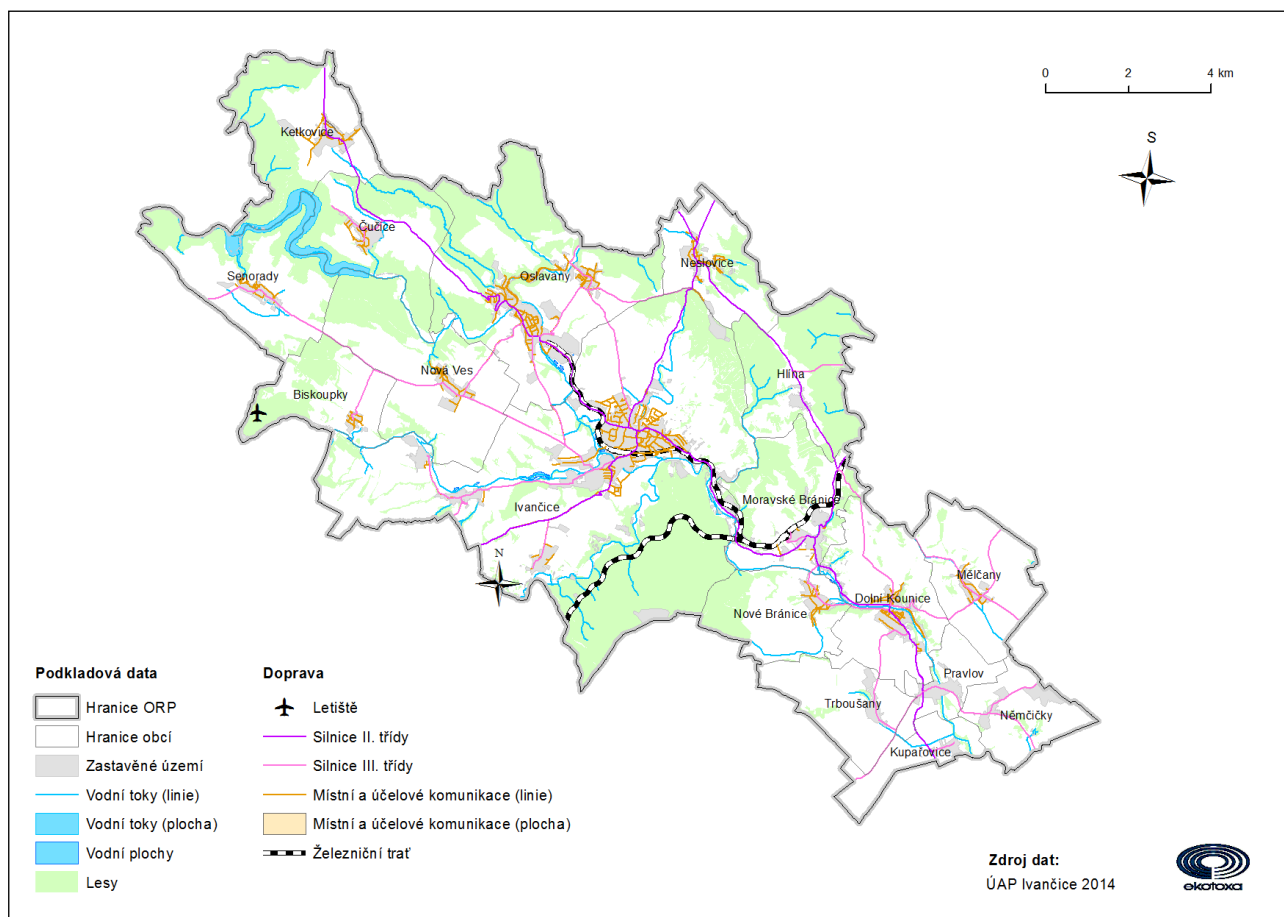 0 2 4 km
S
Ketkovice
Čučice
Senorady
Oslavany
Neslovice
Nová Ves
Biskoupky
Hlína
Ivančice
Moravské Bránice
N
Mělčany
Dolní Kounice
Nové Bránice
Pravlov
Trboušany
Němčičky
Kupařovice
Podkladová data
Hranice ORP
Hranice obcí
Zastavěné území
Vodní toky (linie)
Vodní toky (plocha)
Vodní plochy
Lesy
Doprava
Letiště
Silnice II. třídy
Silnice III. třídy
Místní a účelové komunikace (linie)
Místní a účelové komunikace (plocha)
Železniční trať
Zdroj dat:
ÚAP Ivančice 2014
ekotoxa